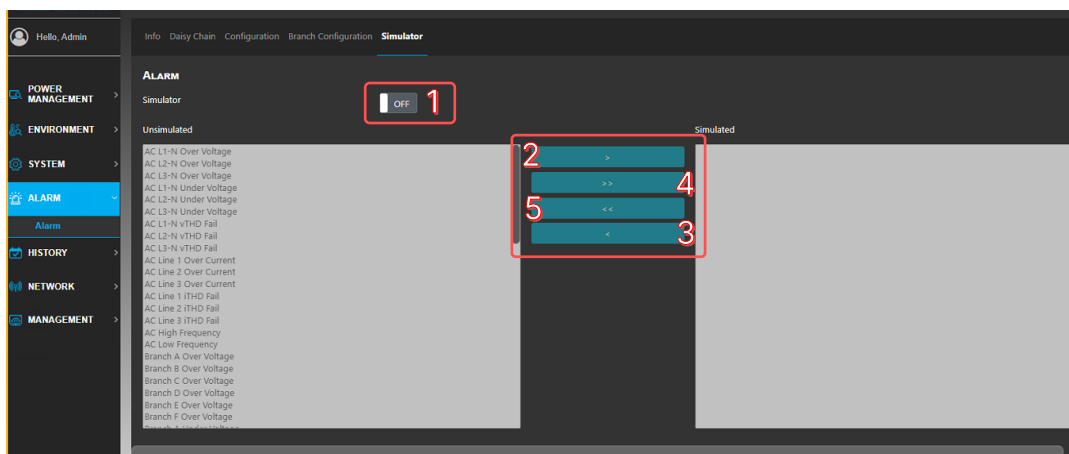 Hello, Admin
Info Daisy Chain Configuration Branch Configuration Simulator
POWER
MANAGEMENT >
ENVIRONMENT >
SYSTEM >
ALARM
Alarm
HISTORY >
NETWORK >
MANAGEMENT >
ALARM
Simulator
OFF 1
Unsimulated
AC L1-N Over Voltage
AC L2-N Over Voltage
AC L3-N Over Voltage
AC L1-N Under Voltage
AC L2-N Under Voltage
AC L3-N Under Voltage
AC L1-N vTHD Fail
AC L2-N vTHD Fail
AC L3-N vTHD Fail
AC Line 1 Over Current
AC Line 2 Over Current
AC Line 3 Over Current
AC Line 1 iTHD Fail
AC Line 2 iTHD Fail
AC Line 3 iTHD Fail
AC High Frequency
AC Low Frequency
Branch A Over Voltage
Branch B Over Voltage
Branch C Over Voltage
Branch D Over Voltage
Branch E Over Voltage
Branch F Over Voltage
2 >
>> 4
5 <<
< 3
Simulated